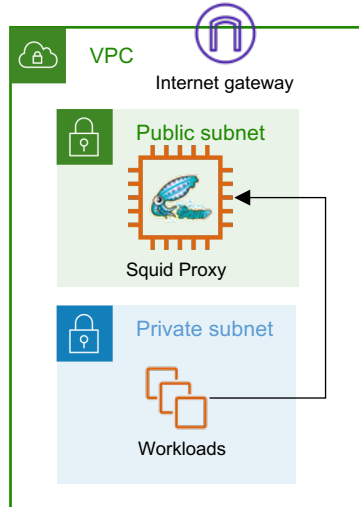 VPC
Internet gateway
Public subnet
Squid Proxy
Private subnet
Workloads